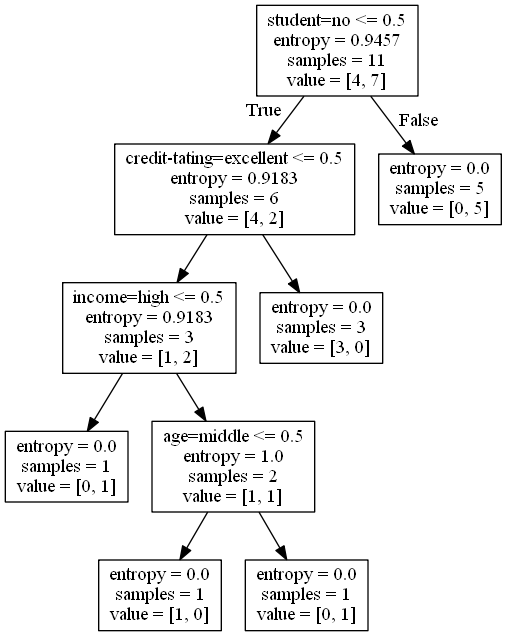 student=no <= 0.5
entropy = 0.9457
samples = 11
value = [4, 7]
True
False
credit-tating=excellent <= 0.5
entropy = 0.9183
samples = 6
value = [4, 2]
entropy = 0.0
samples = 5
value = [0, 5]
income=high <= 0.5
entropy = 0.9183
samples = 3
value = [1, 2]
entropy = 0.0
samples = 3
value = [3, 0]
entropy = 0.0
samples = 1
value = [0, 1]
age=middle <= 0.5
entropy = 1.0
samples = 2
value = [1, 1]
entropy = 0.0
samples = 1
value = [1, 0]
entropy = 0.0
samples = 1
value = [0, 1]